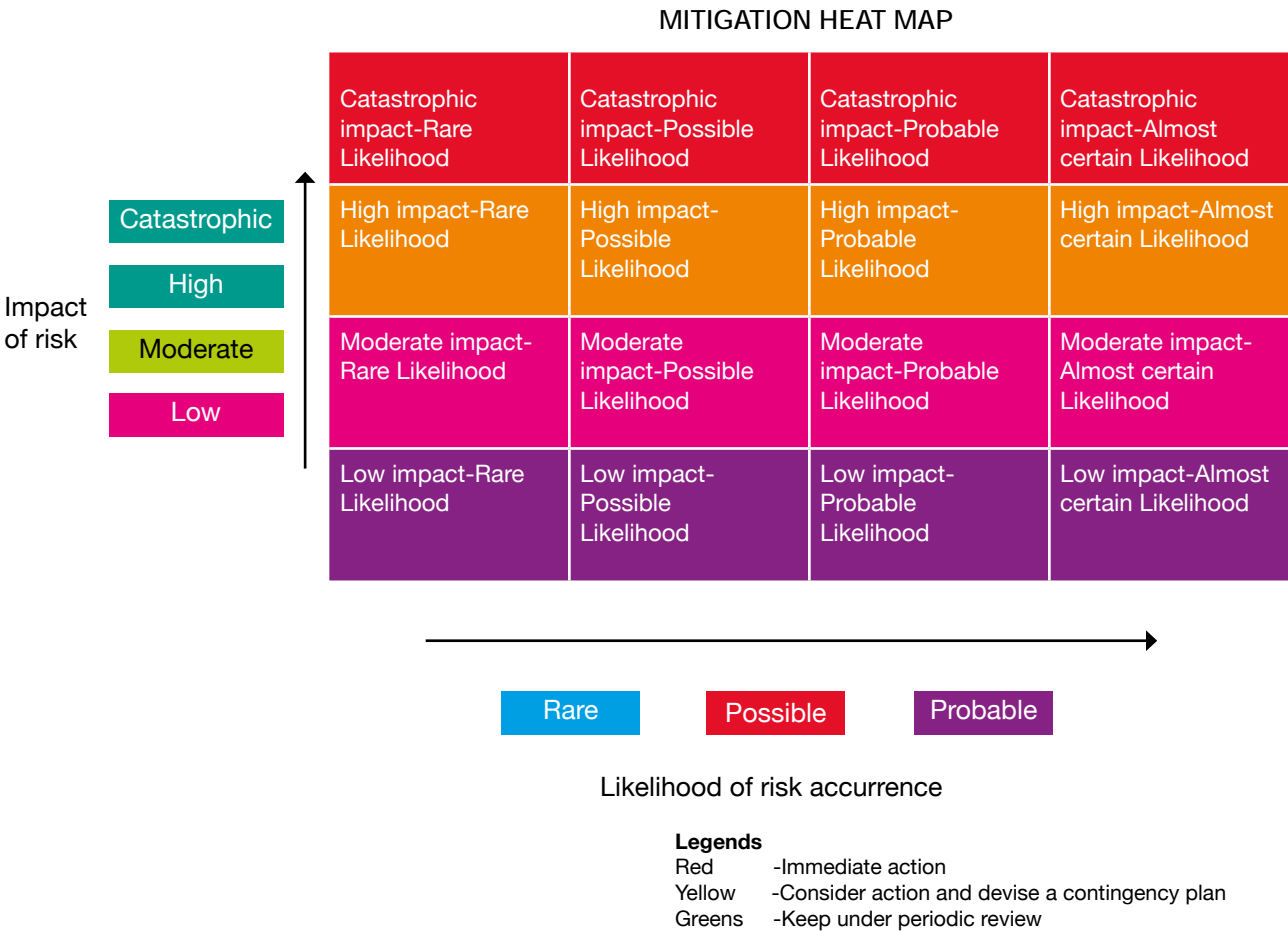 MITIGATION HEAT MAP
Catastrophic
impact-Rare
Likelihood
Catastrophic
impact-Possible
Likelihood
Catastrophic
impact-Probable
Likelihood
Catastrophic
impact-Almost
certain Likelihood
High impact-Rare
Likelihood
High impact-
Possible
Likelihood
High impact-
Probable
Likelihood
High impact-Almost
certain Likelihood
Moderate impact-
Rare Likelihood
Moderate
impact-Possible
Likelihood
Moderate
impact-Probable
Likelihood
Moderate impact-
Almost certain
Likelihood
Low impact-Rare
Likelihood
Low impact-
Possible
Likelihood
Low impact-
Probable
Likelihood
Low impact-Almost
certain Likelihood
Impact
of risk
Catastrophic
High
Moderate
Low
Rare
Possible
Probable
Likelihood of risk accurrence
Legends
Red -Immediate action
Yellow -Consider action and devise a contingency plan
Greens -Keep under periodic review